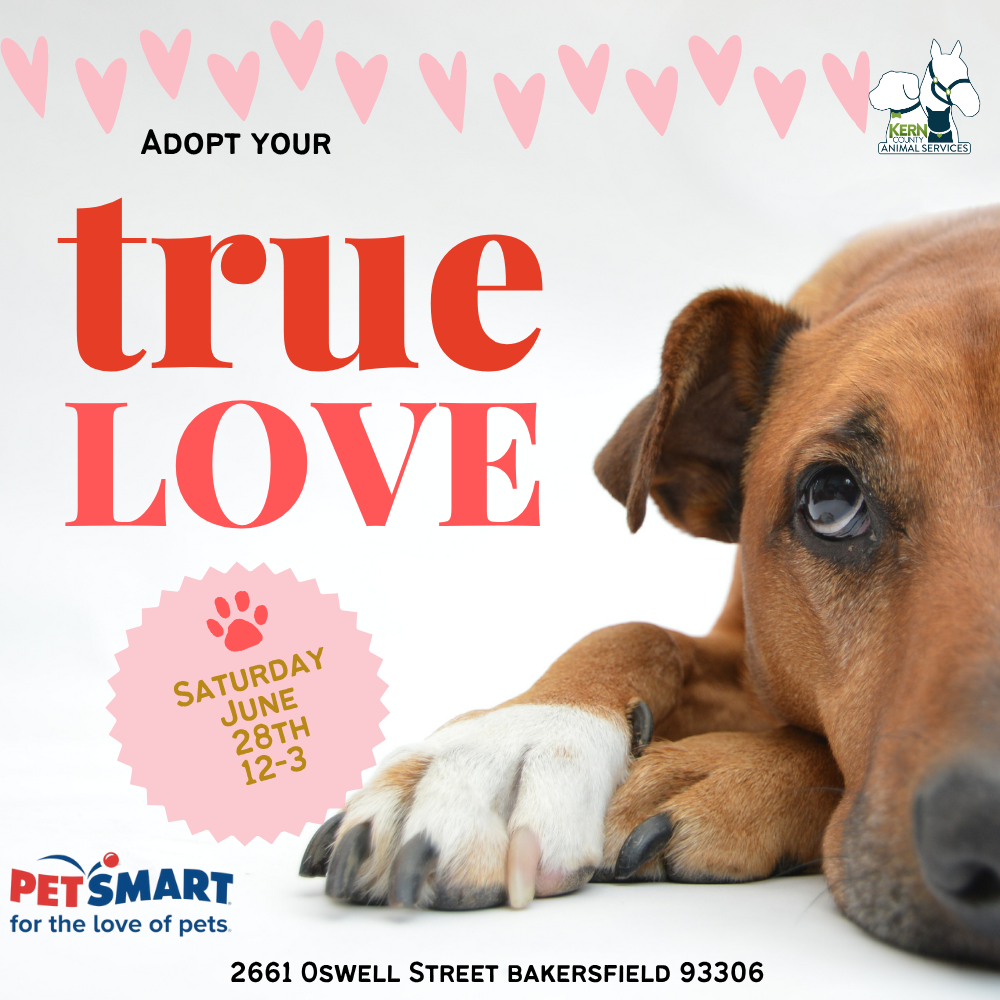 KERN
COUNTY
ANIMAL SERVICES
ADOPT YOUR
true
LOVE
SATURDAY
JUNE
28TH
12-3
PETSMART
for the love of pets.
2661 OSWELL STREET BAKERSFIELD 93306